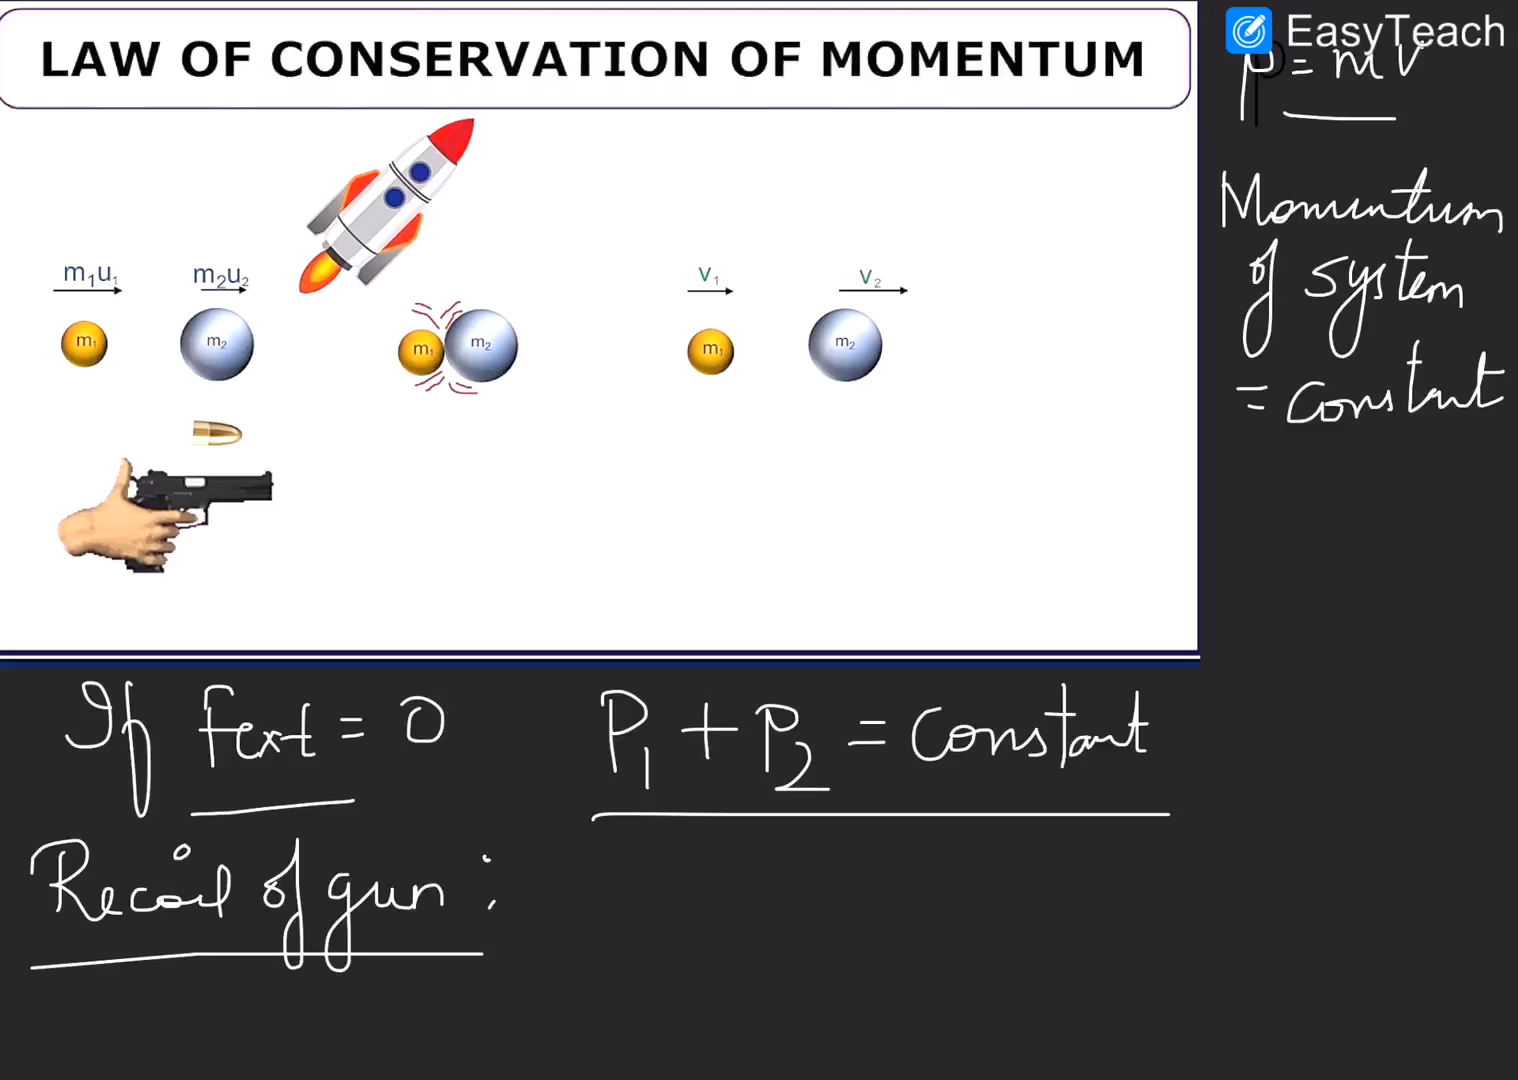 LAW OF CONSERVATION OF MOMENTUM
EasyTeach
p = mv
Momentum
of system
= constant
m₁u₁
m₂u₂
v₁
v₂
m₁
m₂
m₁
m₂
m₁
m₂
If Fext = 0
P₁ + P₂ = constant
Recoil of gun :